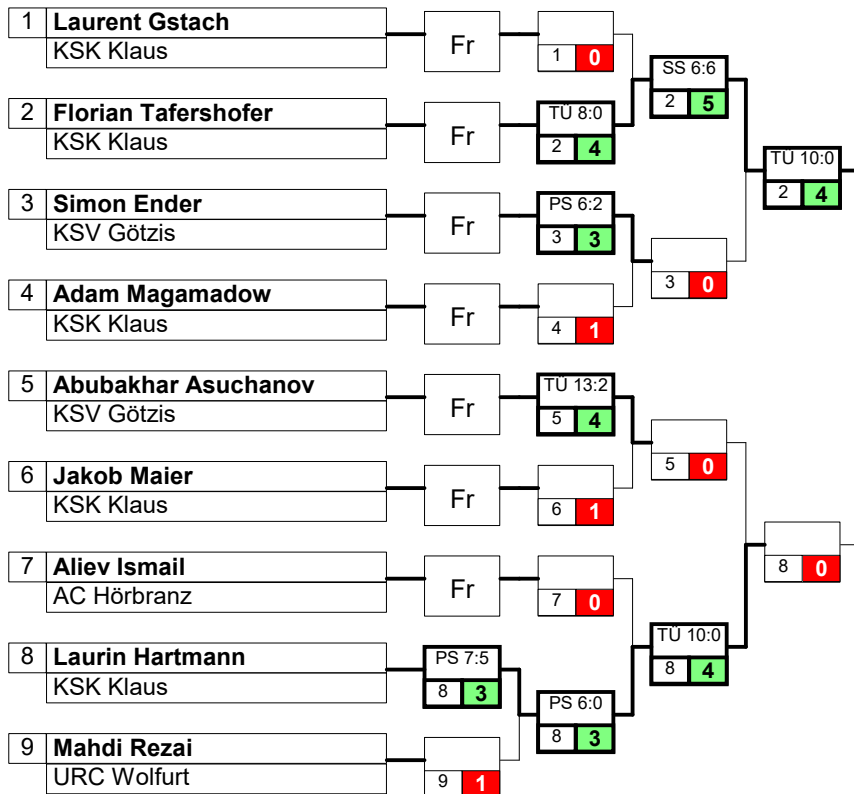 1 Laurent Gstach
KSK Klaus
Fr
1 0
SS 6:6
2 5
2 Florian Tafershofer
KSK Klaus
Fr
TÜ 8:0
2 4
TÜ 10:0
2 4
3 Simon Ender
KSV Götzis
Fr
PS 6:2
3 3
3 0
4 Adam Magamadow
KSK Klaus
Fr
4 1
5 Abubakhar Asuchanov
KSV Götzis
Fr
TÜ 13:2
5 4
5 0
6 Jakob Maier
KSK Klaus
Fr
6 1
8 0
7 Aliev Ismail
AC Hörbranz
Fr
7 0
TÜ 10:0
8 4
8 Laurin Hartmann
KSK Klaus
PS 7:5
8 3
PS 6:0
8 3
9 Mahdi Rezai
URC Wolfurt
9 1